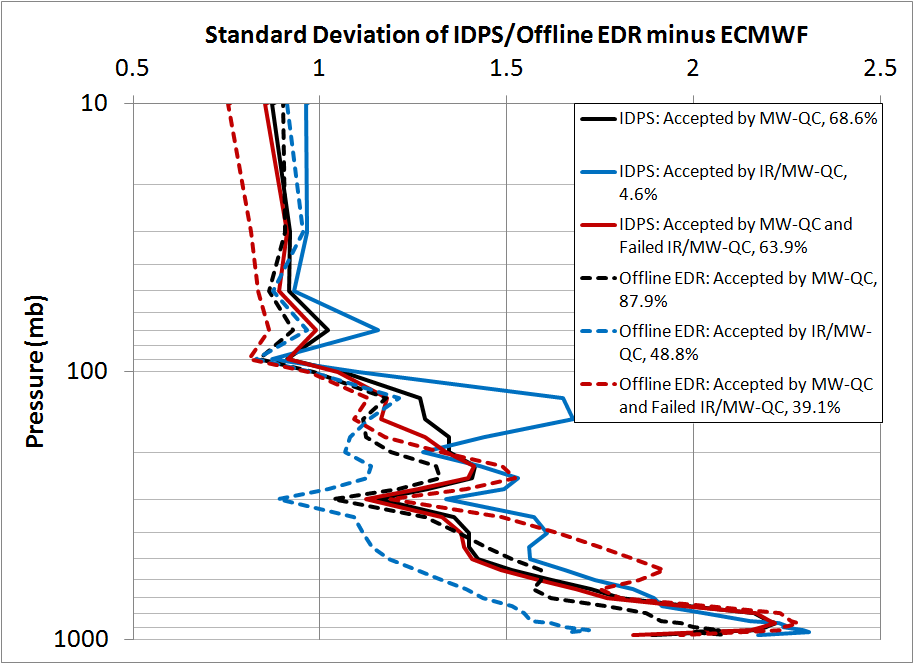 Standard Deviation of IDPS/Offline EDR minus ECMWF
0.5 1 1.5 2 2.5
10
IDPS: Accepted by MW-QC, 68.6%
IDPS: Accepted by IR/MW-QC,
4.6%
IDPS: Accepted by MW-QC and
Failed IR/MW-QC, 63.9%
Offline EDR: Accepted by MW-QC,
87.9%
Offline EDR: Accepted by IR/MW-
QC, 48.8%
Offline EDR: Accepted by MW-QC
and Failed IR/MW-QC, 39.1%
Pressure (mb)
100
1000